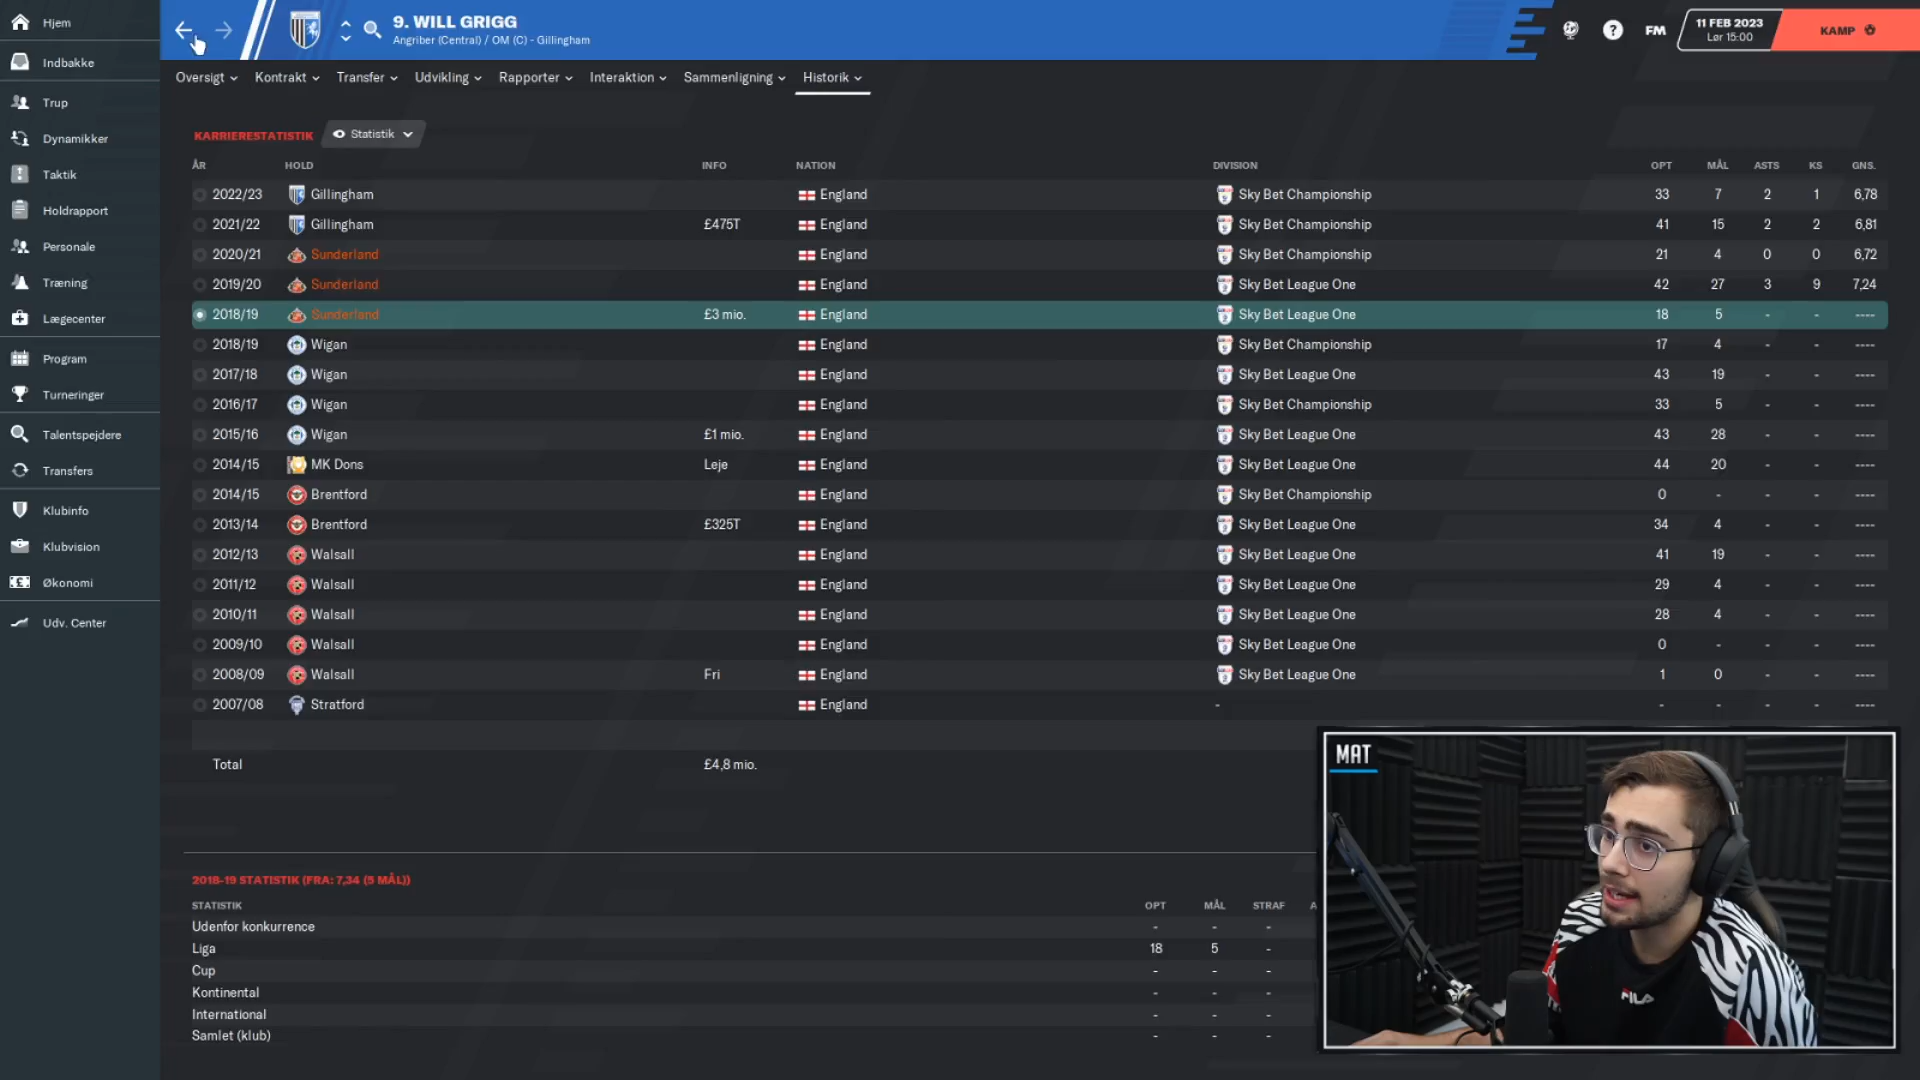 Hjem
9. WILL GRIGG
Angriber (Central) / OM (C) - Gillingham
FM
11 FEB 2023
Lør 15:00
KAMP
Indbakke
Trup
Dynamikker
Taktik
Holdrapport
Personale
Træning
Lægecenter
Program
Turneringer
Talentspejdere
Transfers
Klubinfo
Klubvision
Økonomi
Udv. Center
Oversigt Kontrakt Transfer Udvikling Rapporter Interaktion Sammenligning Historik
KARRIERESTATISTIK Statistik
ÅR HOLD INFO NATION DIVISION OPT MÅL ASTS KS GNS.
2022/23 Gillingham England Sky Bet Championship 33 7 2 1 6,78
2021/22 Gillingham £475T England Sky Bet Championship 41 15 2 2 6,81
2020/21 Sunderland England Sky Bet Championship 21 4 0 0 6,72
2019/20 Sunderland England Sky Bet League One 42 27 3 9 7,24
2018/19 Sunderland £3 mio. England Sky Bet League One 18 5 - - ----
2018/19 Wigan England Sky Bet Championship 17 4 - - ----
2017/18 Wigan England Sky Bet League One 43 19 - - ----
2016/17 Wigan England Sky Bet Championship 33 5 - - ----
2015/16 Wigan £1 mio. England Sky Bet League One 43 28 - - ----
2014/15 MK Dons Leje England Sky Bet League One 44 20 - - ----
2014/15 Brentford England Sky Bet Championship 0 - - - ----
2013/14 Brentford £325T England Sky Bet League One 34 4 - - ----
2012/13 Walsall England Sky Bet League One 41 19 - - ----
2011/12 Walsall England Sky Bet League One 29 4 - - ----
2010/11 Walsall England Sky Bet League One 28 4 - - ----
2009/10 Walsall England Sky Bet League One 0 - - - ----
2008/09 Walsall Fri England Sky Bet League One 1 0 - - ----
2007/08 Stratford England - - - - - ----
Total £4,8 mio.
2018-19 STATISTIK (FRA: 7,34 (5 MÅL))
STATISTIK OPT MÅL STRAF A
Udenfor konkurrence - - -
Liga 18 5 -
Cup - - -
Kontinental - - -
International - - -
Samlet (klub) - - -
MAT
FILA